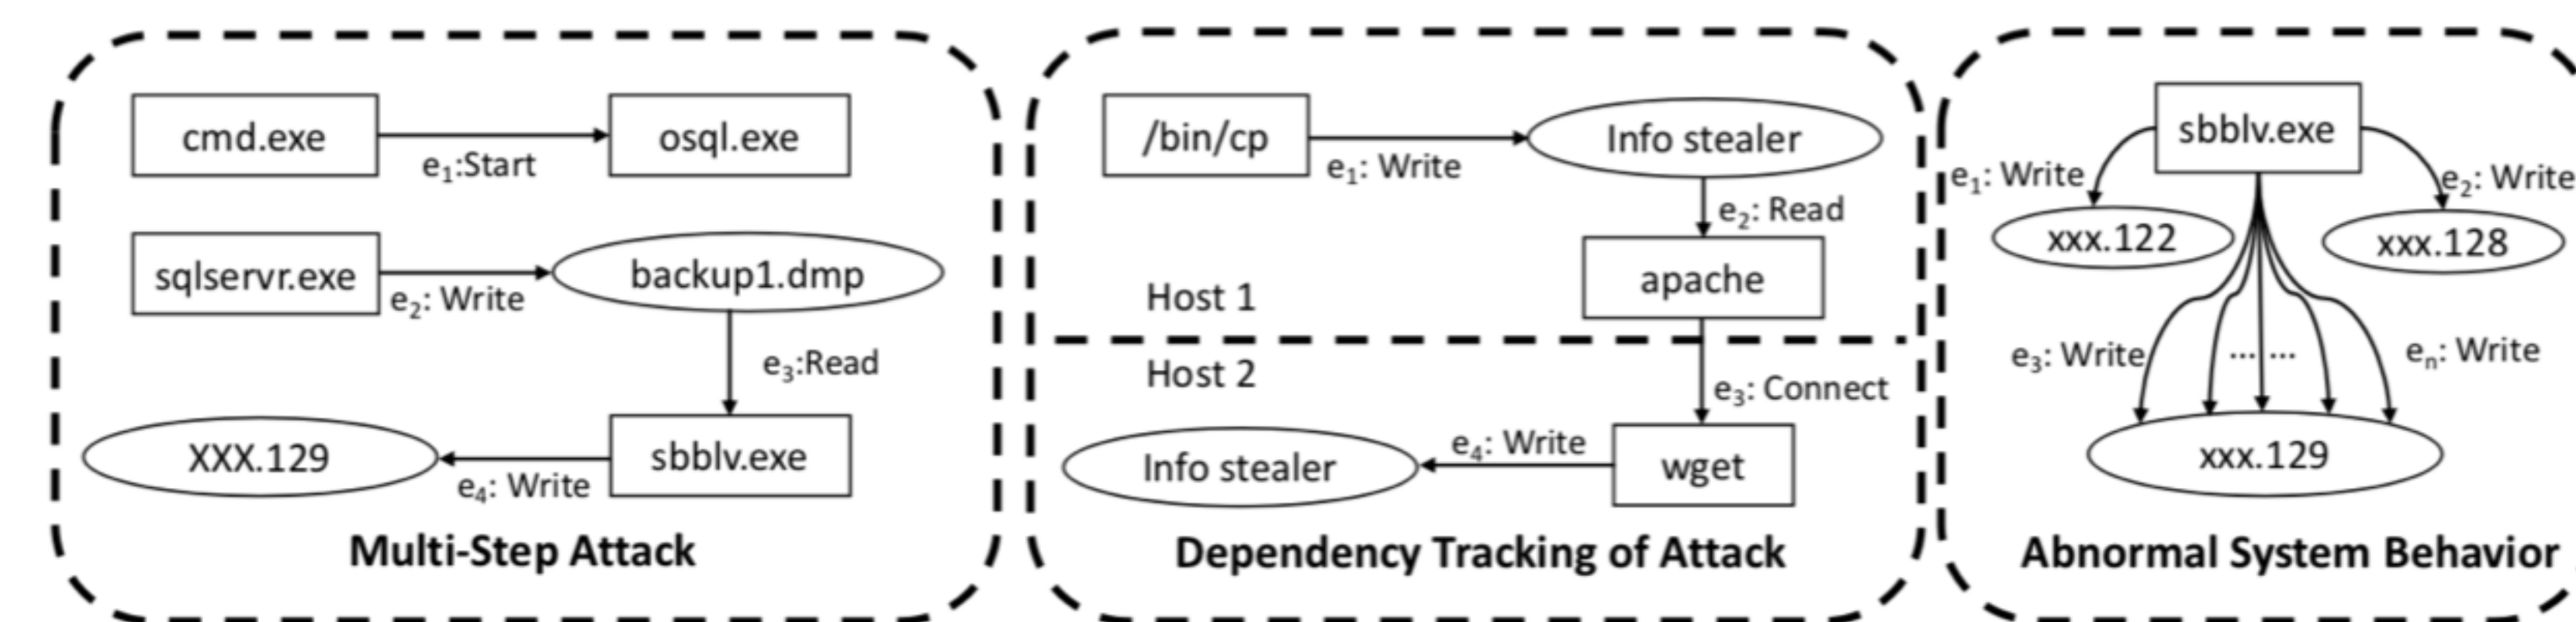 cmd.exe
e₁:Start
osql.exe
sqlservr.exe
e₂: Write
backup1.dmp
e₃:Read
XXX.129
e₄: Write
sbblv.exe
Multi-Step Attack
/bin/cp
e₁: Write
Info stealer
e₂: Read
apache
Host 1
Host 2
e₃: Connect
Info stealer
e₄: Write
wget
Dependency Tracking of Attack
sbblv.exe
e₁: Write
e₂: Write
xxx.122
xxx.128
e₃: Write
... ...
eₙ: Write
xxx.129
Abnormal System Behavior